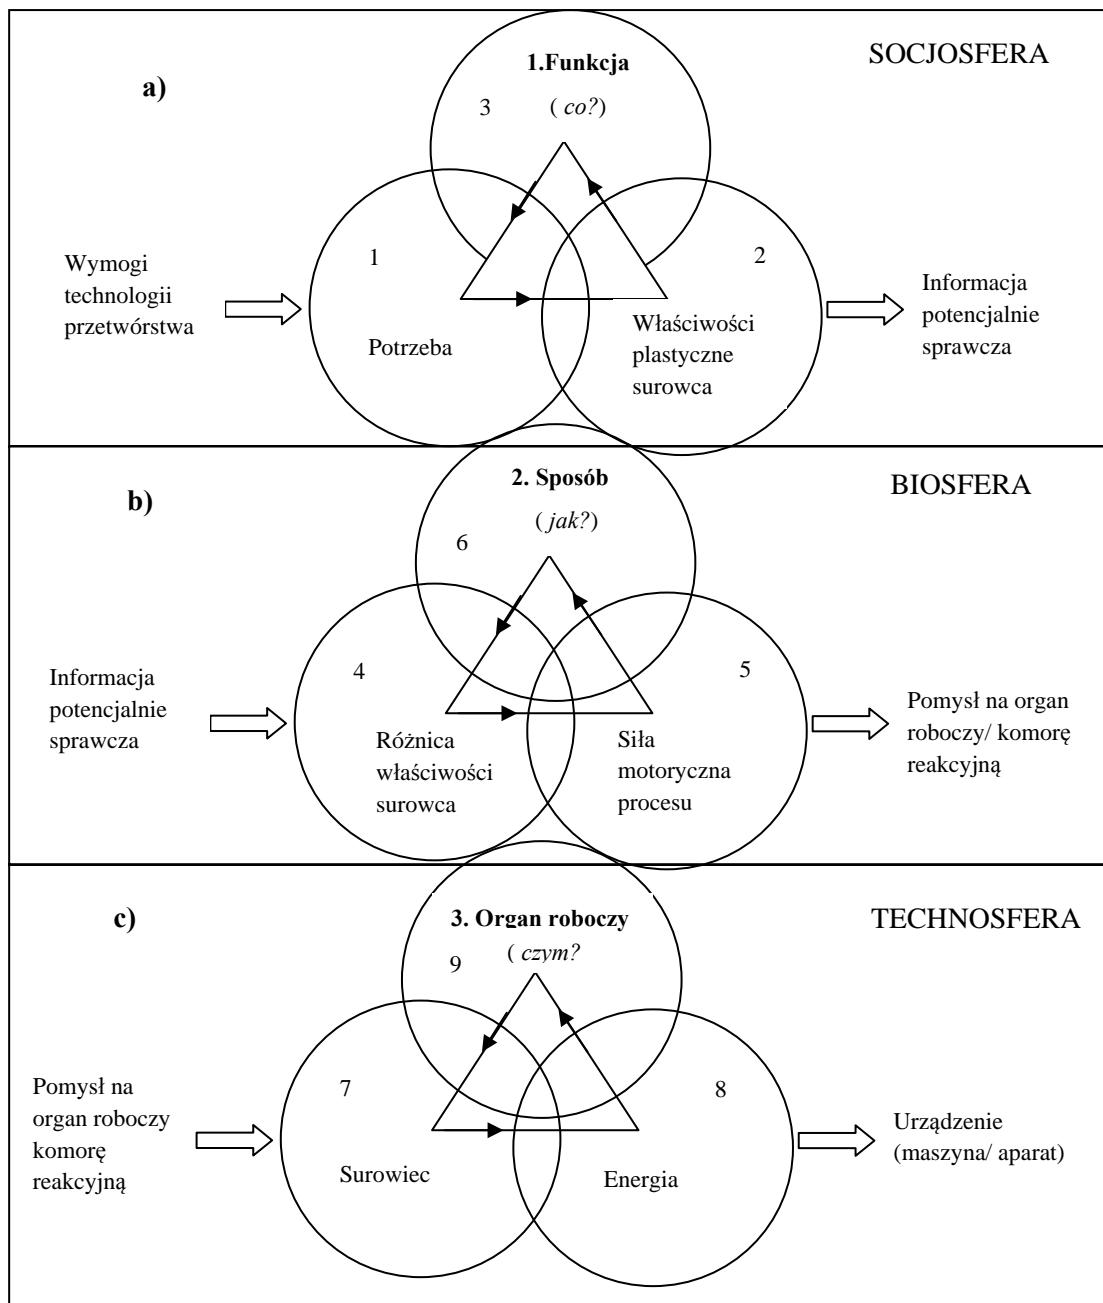 SOCJOSFERA
a)
1.Funkcja
3
( co?)
1
2
Wymogi
technologii
przetwórstwa
Potrzeba
Właściwości
plastyczne
surowca
Informacja
potencjalnie
sprawcza
BIOSFERA
b)
2. Sposób
( jak?)
6
4
5
Informacja
potencjalnie
sprawcza
Różnica
właściwości
surowca
Siła
motoryczna
procesu
Pomysł na organ
roboczy/ komorę
reakcyjną
TECHNOSFERA
c)
3. Organ roboczy
( czym?
9
7
8
Pomysł na
organ roboczy
komorę
reakcyjną
Surowiec
Energia
Urządzenie
(maszyna/ aparat)